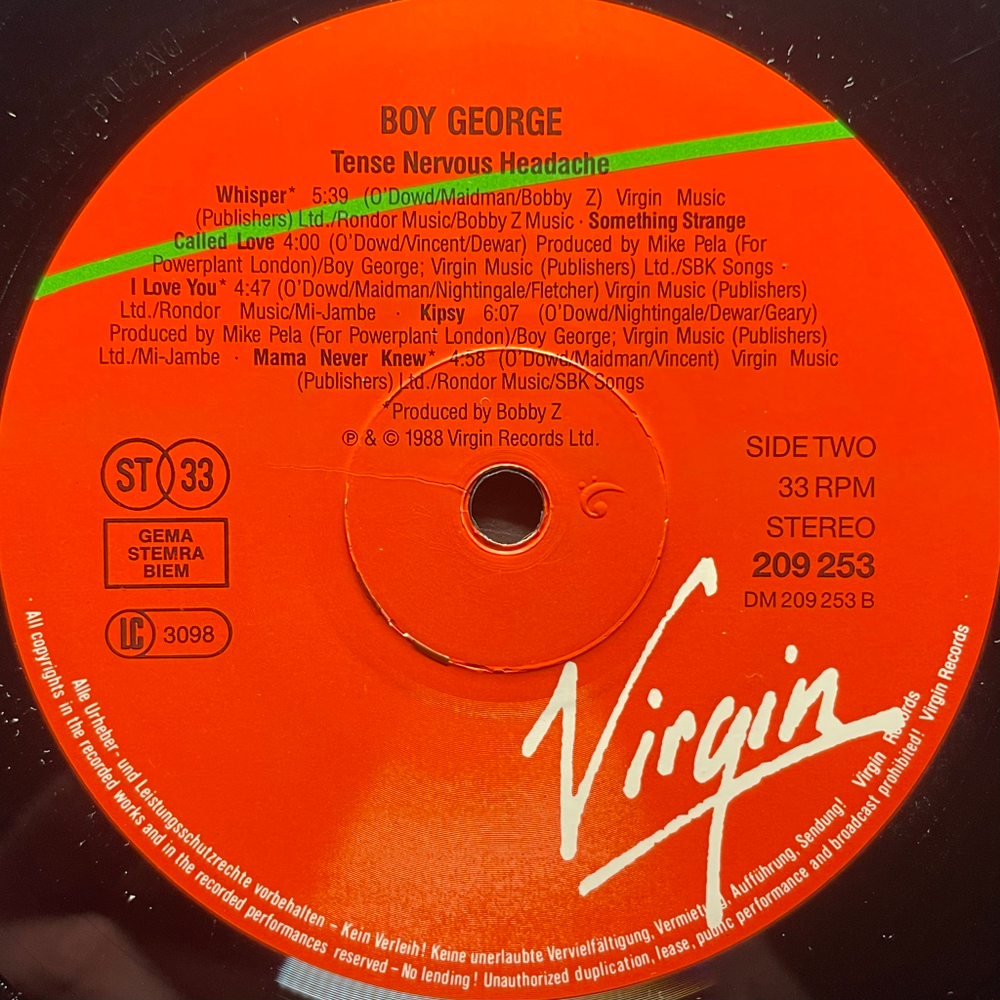 BOY GEORGE
Tense Nervous Headache
Whisper* 5:39 (O'Dowd/Maidman/Bobby Z) Virgin Music
(Publishers) Ltd./Rondor Music/Bobby Z Music · Something Strange
Called Love 4:00 (O'Dowd/Vincent/Dewar) Produced by Mike Pela (For
Powerplant London)/Boy George; Virgin Music (Publishers) Ltd./SBK Songs ·
I Love You* 4:47 (O'Dowd/Maidman/Nightingale/Fletcher) Virgin Music (Publishers)
Ltd./Rondor Music/Mi-Jambe · Kipsy 6:07 (O'Dowd/Nightingale/Dewar/Geary)
Produced by Mike Pela (For Powerplant London)/Boy George; Virgin Music (Publishers)
Ltd./Mi-Jambe · Mama Never Knew* 4:58 (O'Dowd/Maidman/Vincent) Virgin Music
(Publishers) Ltd./Rondor Music/SBK Songs
*Produced by Bobby Z
℗ & © 1988 Virgin Records Ltd.
ST 33
GEMA
STEMRA
BIEM
LC 3098
SIDE TWO
33 RPM
STEREO
209 253
DM 209 253 B
6
Virgin
Alle Urheber- und Leistungsschutzrechte vorbehalten – Kein Verleih! Keine unerlaubte Vervielfältigung, Vermietung, Aufführung, Sendung! Virgin Records
· All copyrights in the recorded works and in the recorded performances reserved – No lending! Unauthorized duplication, lease, public performance and broadcast prohibited! Virgin Records